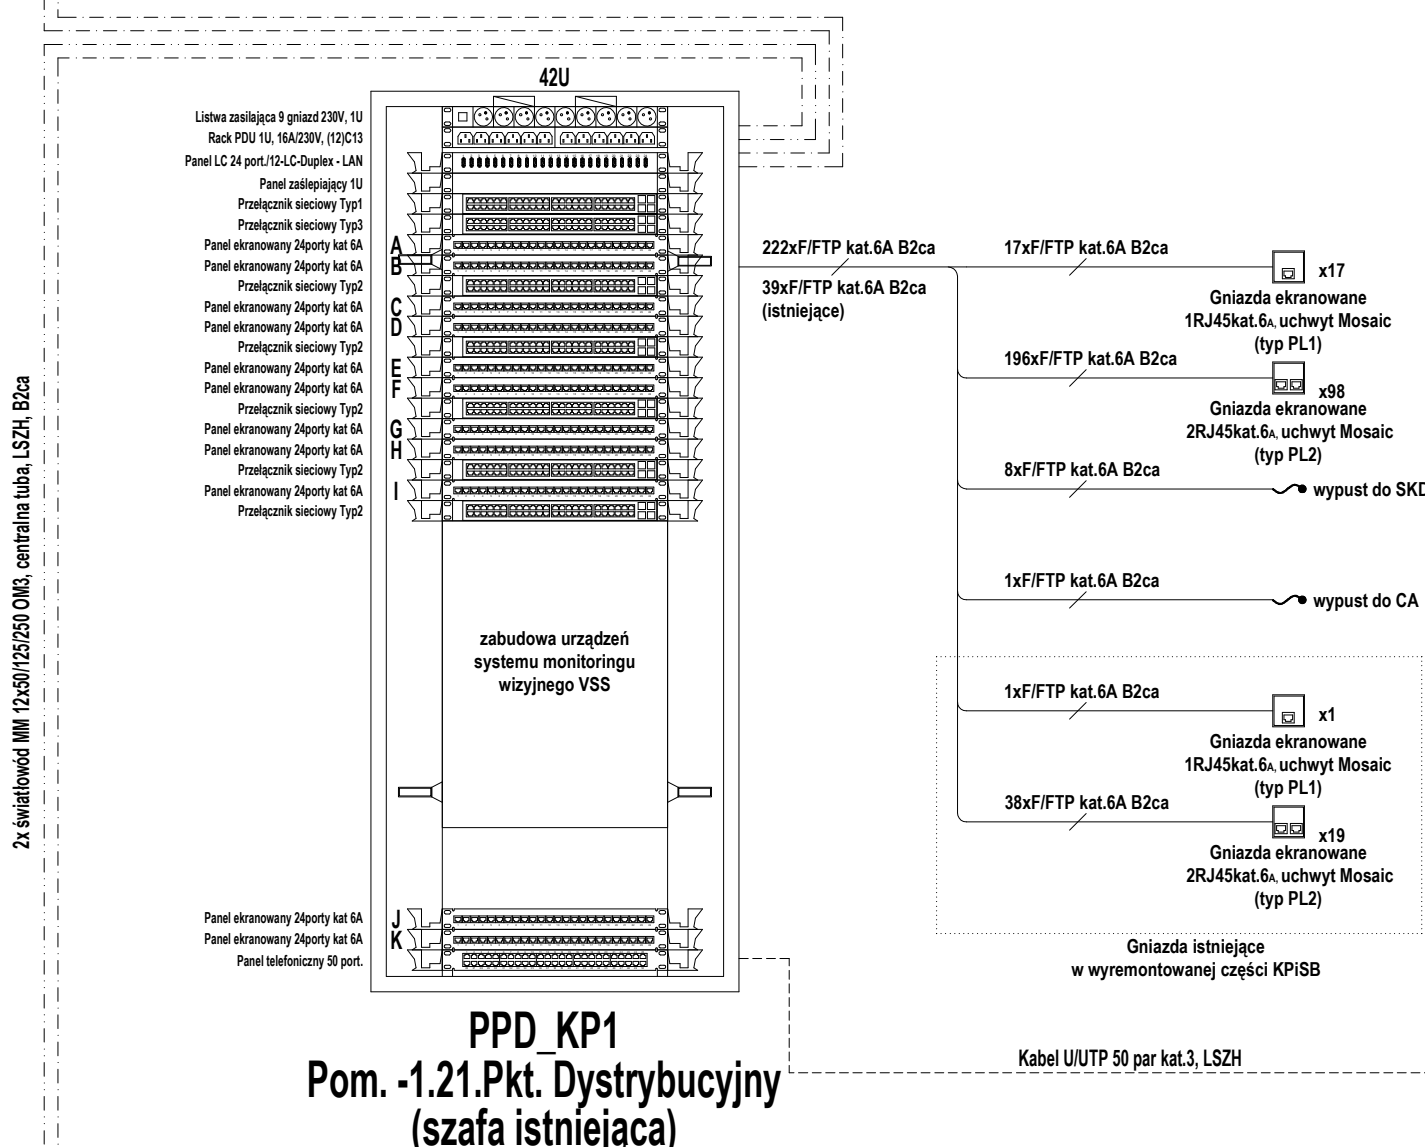 42U
Listwa zasilająca 9 gniazd 230V, 1U
Rack PDU 1U, 16A/230V, (12)C13
Panel LC 24 port./12-LC-Duplex - LAN
Panel zaślepiający 1U
Przełącznik sieciowy Typ1
Przełącznik sieciowy Typ3
Panel ekranowany 24porty kat 6A A
Panel ekranowany 24porty kat 6A B
Przełącznik sieciowy Typ2
Panel ekranowany 24porty kat 6A C
Panel ekranowany 24porty kat 6A D
Przełącznik sieciowy Typ2
Panel ekranowany 24porty kat 6A E
Panel ekranowany 24porty kat 6A F
Przełącznik sieciowy Typ2
Panel ekranowany 24porty kat 6A G
Panel ekranowany 24porty kat 6A H
Przełącznik sieciowy Typ2
Panel ekranowany 24porty kat 6A I
Przełącznik sieciowy Typ2
zabudowa urządzeń
systemu monitoringu
wizyjnego VSS
Panel ekranowany 24porty kat 6A J
Panel ekranowany 24porty kat 6A K
Panel telefoniczny 50 port.
PPD_KP1
Pom. -1.21.Pkt. Dystrybucyjny
(szafa istniejąca)
2x światłowód MM 12x50/125/250 OM3, centralna tuba, LSZH, B2ca
222xF/FTP kat.6A B2ca
39xF/FTP kat.6A B2ca
(istniejące)
17xF/FTP kat.6A B2ca
x17
Gniazda ekranowane
1RJ45kat.6A, uchwyt Mosaic
(typ PL1)
196xF/FTP kat.6A B2ca
x98
Gniazda ekranowane
2RJ45kat.6A, uchwyt Mosaic
(typ PL2)
8xF/FTP kat.6A B2ca
wypust do SKD
1xF/FTP kat.6A B2ca
wypust do CA
1xF/FTP kat.6A B2ca
x1
Gniazda ekranowane
1RJ45kat.6A, uchwyt Mosaic
(typ PL1)
38xF/FTP kat.6A B2ca
x19
Gniazda ekranowane
2RJ45kat.6A, uchwyt Mosaic
(typ PL2)
Gniazda istniejące
w wyremontowanej części KPiSB
Kabel U/UTP 50 par kat.3, LSZH